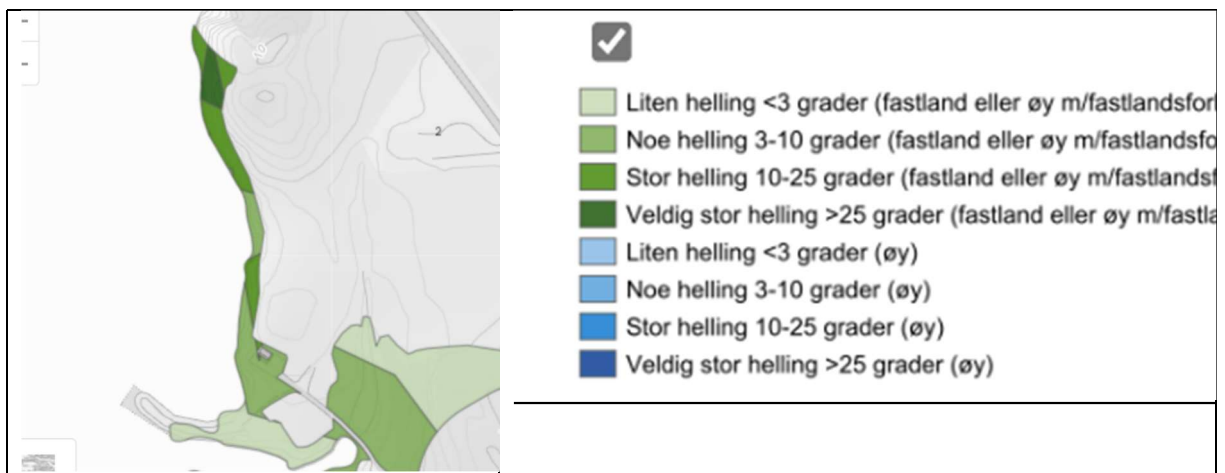 2
Liten helling <3 grader (fastland eller øy m/fastlandsfor
Noe helling 3-10 grader (fastland eller øy m/fastlandsfo
Stor helling 10-25 grader (fastland eller øy m/fastlandsf
Veldig stor helling >25 grader (fastland eller øy m/fastla
Liten helling <3 grader (øy)
Noe helling 3-10 grader (øy)
Stor helling 10-25 grader (øy)
Veldig stor helling >25 grader (øy)